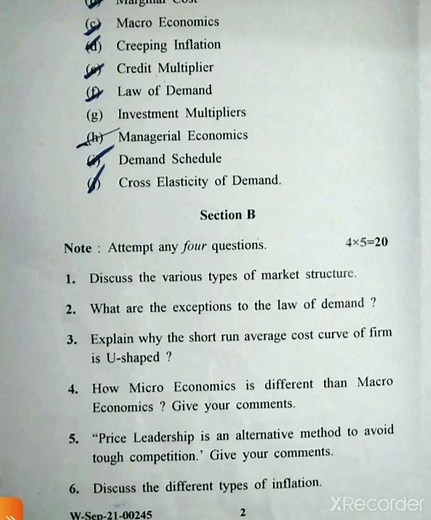 Marginal Cost
(c) Macro Economics
(d) Creeping Inflation
(e) Credit Multiplier
(f) Law of Demand
(g) Investment Multipliers
(h) Managerial Economics
(i) Demand Schedule
(j) Cross Elasticity of Demand.
Section B
Note : Attempt any four questions. 4×5=20
1. Discuss the various types of market structure.
2. What are the exceptions to the law of demand ?
3. Explain why the short run average cost curve of firm
is U-shaped ?
4. How Micro Economics is different than Macro
Economics ? Give your comments.
5. “Price Leadership is an alternative method to avoid
tough competition.’ Give your comments.
6. Discuss the different types of inflation.
W-Sep-21-00245 2
XRecorder